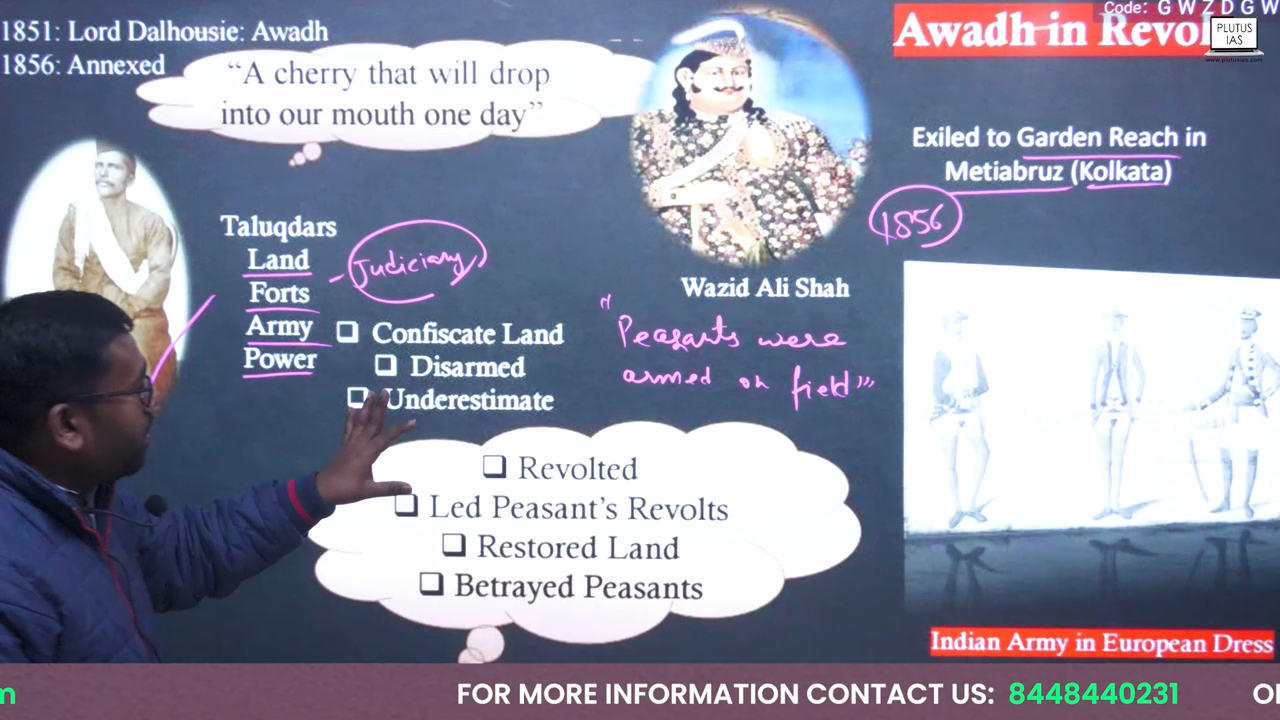 Code: G W Z D G W
1851: Lord Dalhousie: Awadh
1856: Annexed
"A cherry that will drop
into our mouth one day"
Awadh in Revol
PLUTUS
IAS
www.plutusias.com
Exiled to Garden Reach in
Metiabruz (Kolkata)
1856
Taluqdars
Land
Forts
Army
Power
Judiciary
Confiscate Land
Disarmed
Underestimate
Wazid Ali Shah
"Peasants were
armed on field"
Revolted
Led Peasant's Revolts
Restored Land
Betrayed Peasants
Indian Army in European Dress
FOR MORE INFORMATION CONTACT US: 8448440231